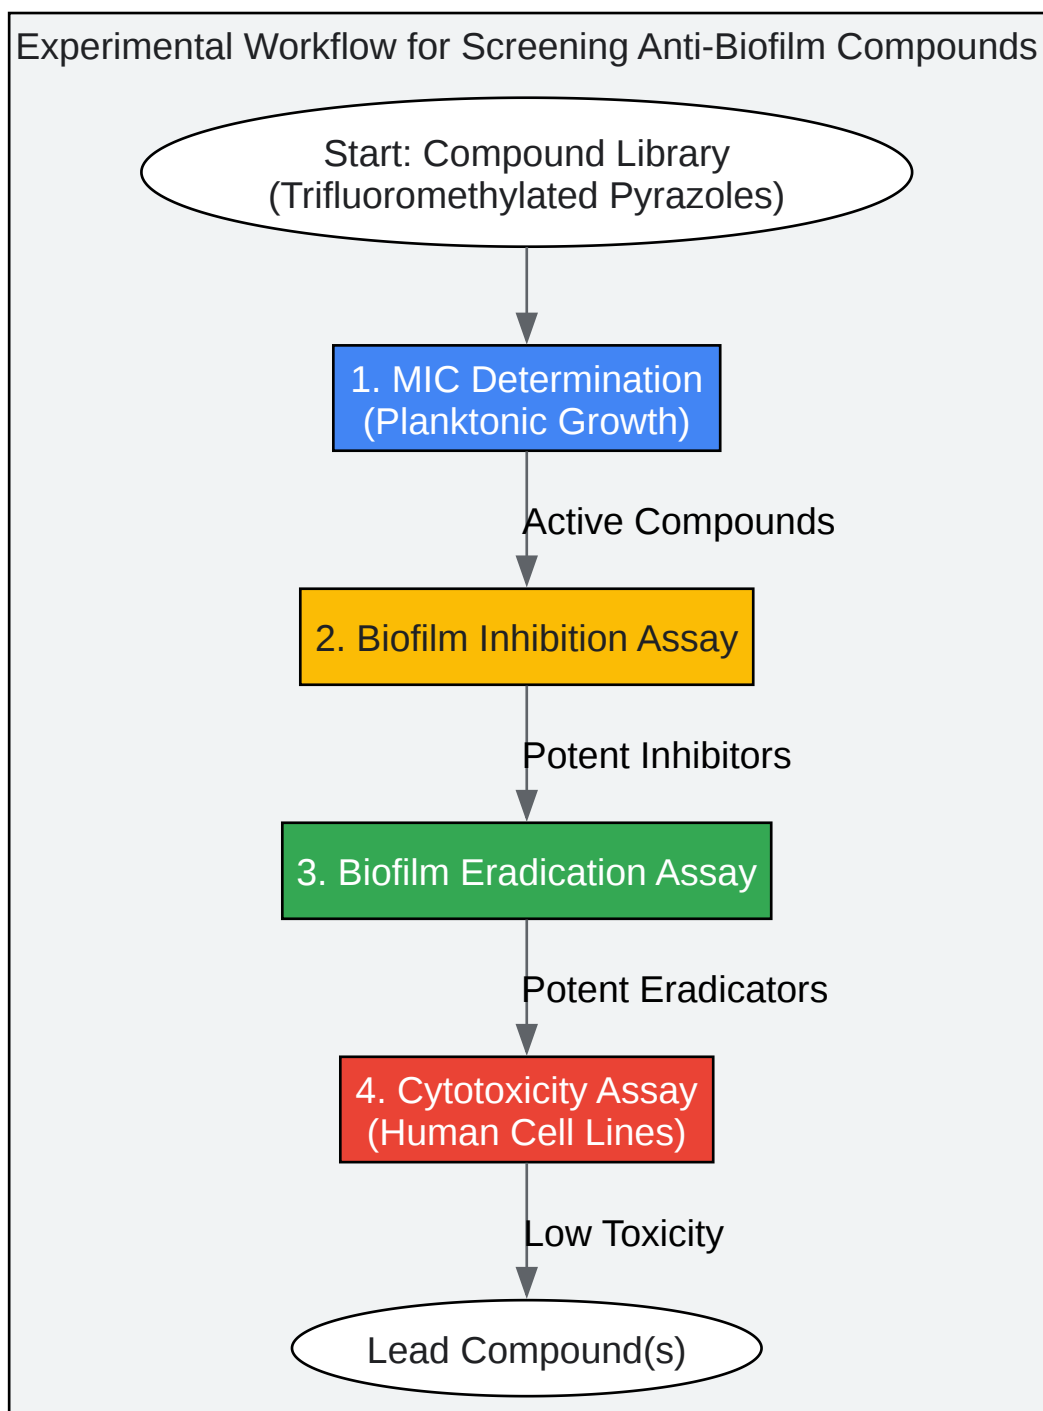 Experimental Workflow for Screening Anti-Biofilm Compounds
Start: Compound Library
(Trifluoromethylated Pyrazoles)
1. MIC Determination
(Planktonic Growth)
Active Compounds
2. Biofilm Inhibition Assay
Potent Inhibitors
3. Biofilm Eradication Assay
Potent Eradicators
4. Cytotoxicity Assay
(Human Cell Lines)
Low Toxicity
Lead Compound(s)